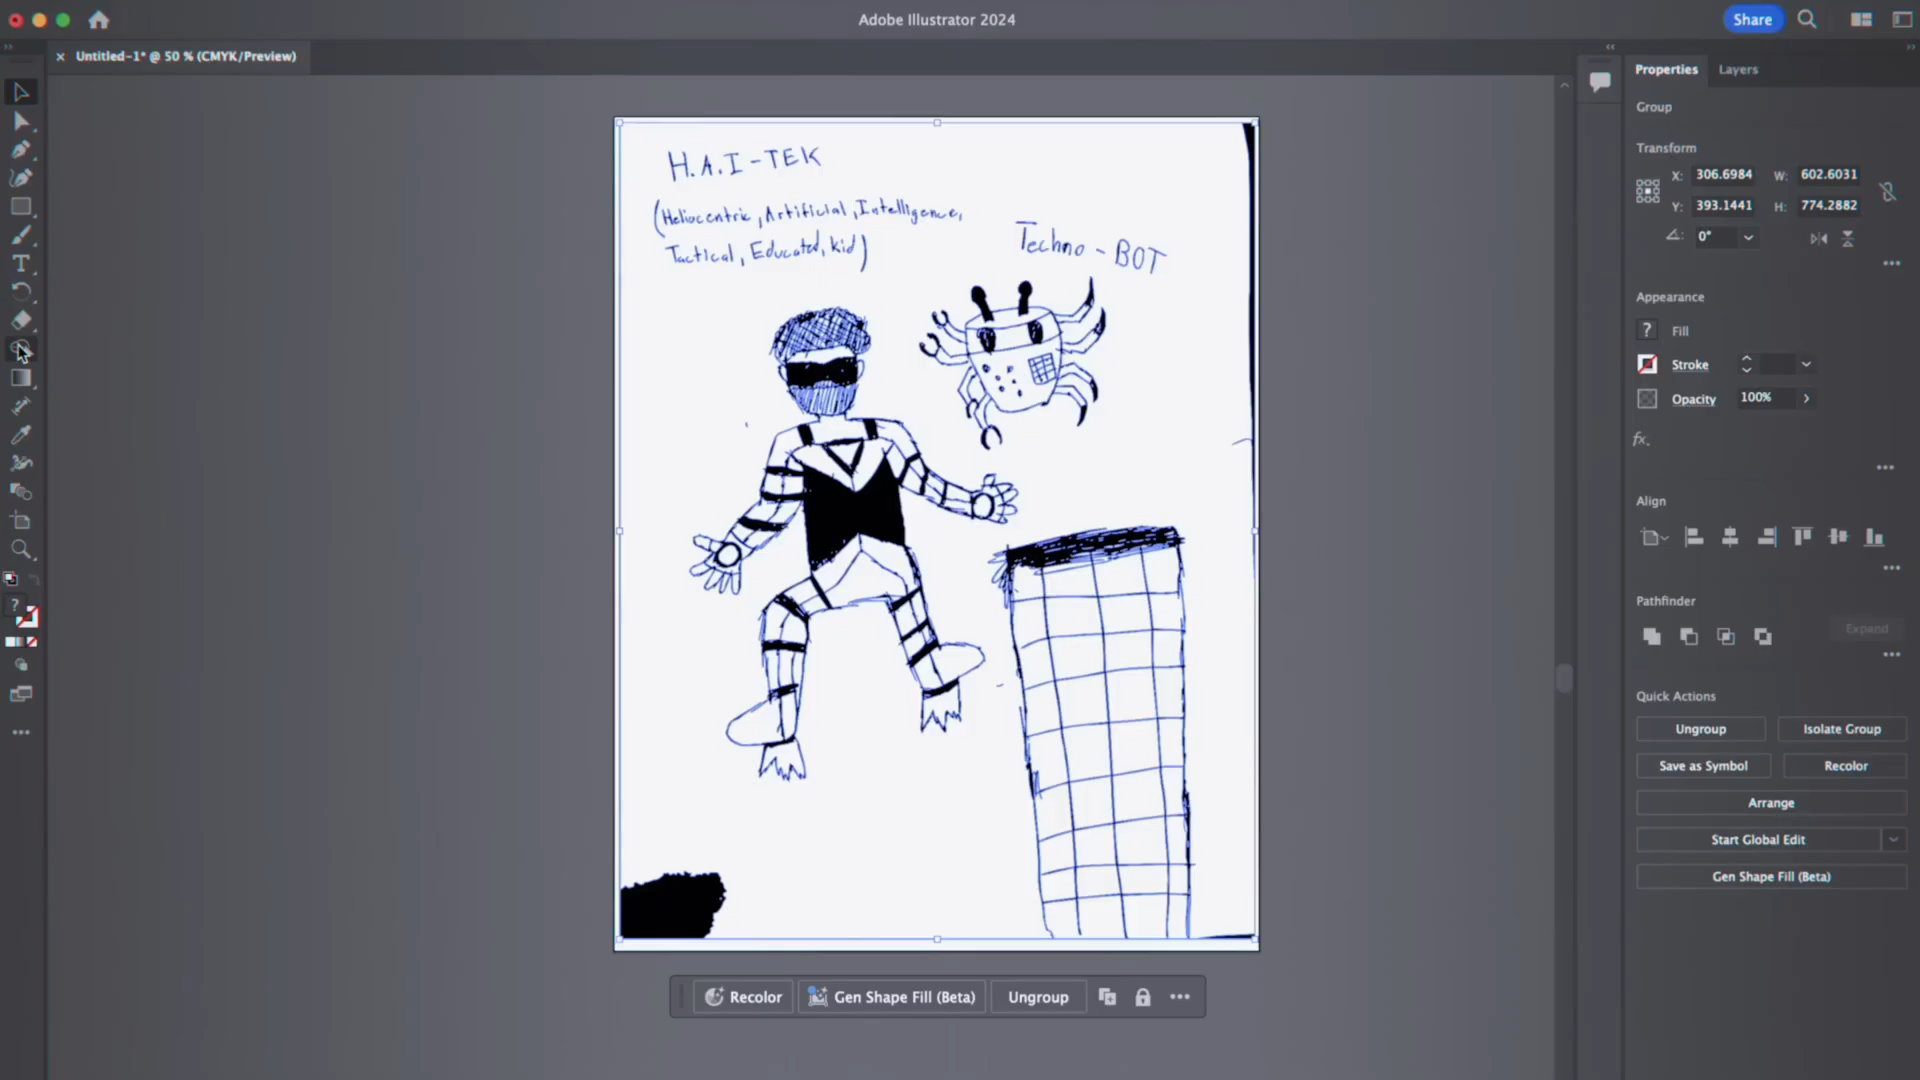 Adobe Illustrator 2024
Share
Untitled-1* @ 50 % (CMYK/Preview)
Properties
Layers
Group
Transform
X: 306.6984 W: 602.6031
Y: 393.1441 H: 774.2882
0°
Appearance
? Fill
Stroke
Opacity 100%
fx.
Align
Pathfinder
Expand
Quick Actions
Ungroup
Isolate Group
Save as Symbol
Recolor
Arrange
Start Global Edit
Gen Shape Fill (Beta)
H.A.I-TEK
(Heliocentric, Artificial, Intelligence,
Tactical, Educated, kid)
Techno-BOT
Recolor
Gen Shape Fill (Beta)
Ungroup